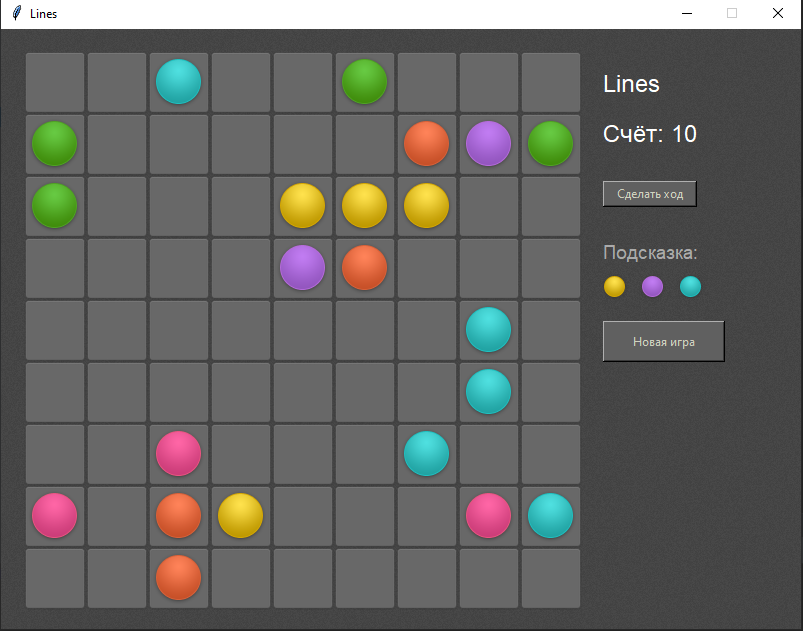 Lines
Lines
Счёт: 10
Сделать ход
Подсказка:
Новая игра